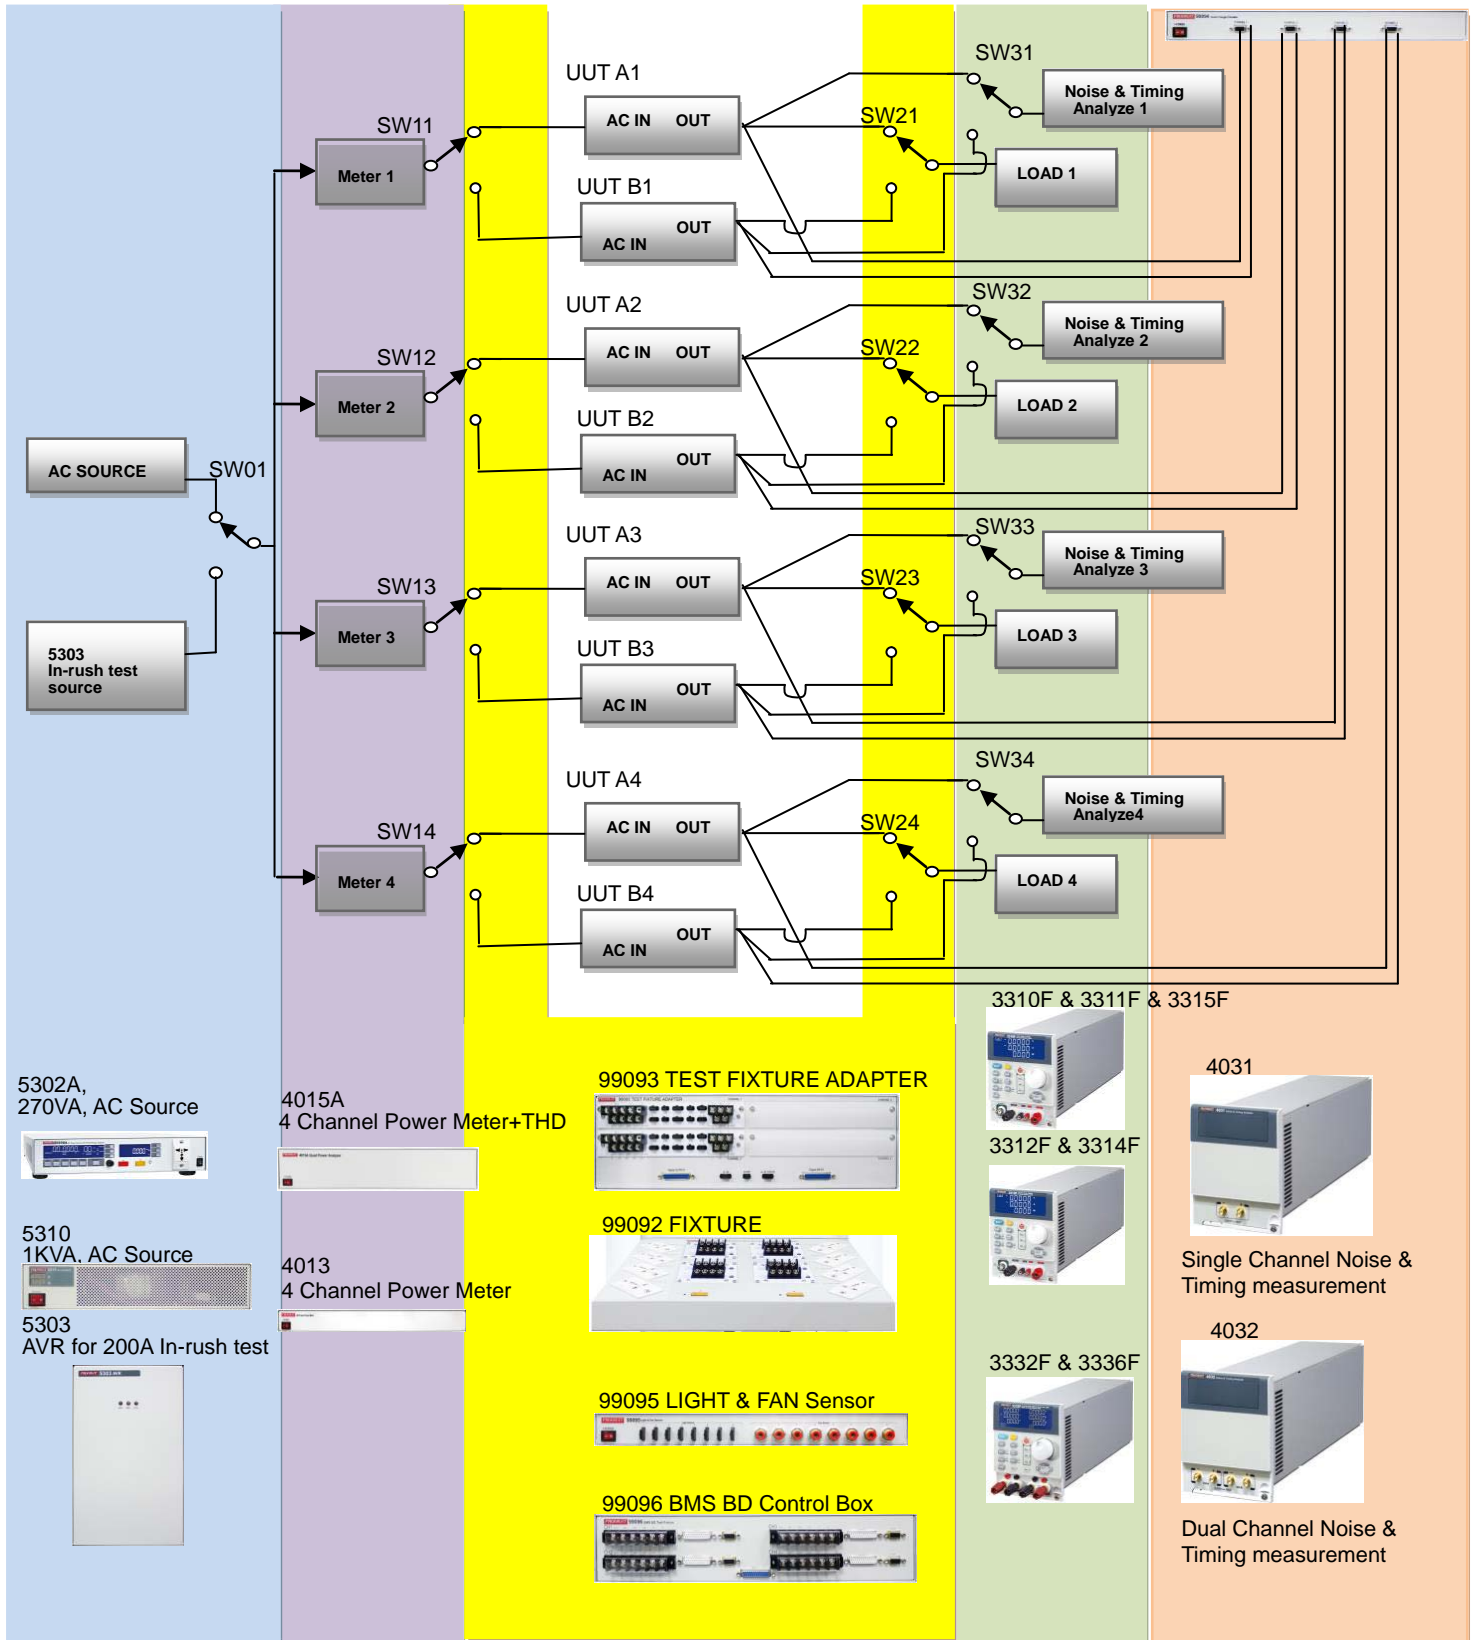 99094
SW31
UUT A1
Noise & Timing
Analyze 1
SW11
AC IN OUT
SW21
Meter 1
LOAD 1
UUT B1
OUT
AC IN
SW32
UUT A2
Noise & Timing
Analyze 2
SW12
AC IN OUT
SW22
Meter 2
LOAD 2
UUT B2
OUT
AC IN
AC SOURCE
SW01
SW33
UUT A3
Noise & Timing
Analyze 3
SW13
AC IN OUT
SW23
Meter 3
LOAD 3
UUT B3
OUT
AC IN
5303
In-rush test
source
SW34
UUT A4
Noise & Timing
Analyze4
SW14
AC IN OUT
SW24
Meter 4
LOAD 4
UUT B4
OUT
AC IN
5302A,
270VA, AC Source
5310
1KVA, AC Source
5303
AVR for 200A In-rush test
5303 AVR
4015A
4 Channel Power Meter+THD
4013
4 Channel Power Meter
99093 TEST FIXTURE ADAPTER
99092 FIXTURE
99095 LIGHT & FAN Sensor
99096 BMS BD Control Box
3310F & 3311F & 3315F
3312F & 3314F
3332F & 3336F
4031
Single Channel Noise &
Timing measurement
4032
Dual Channel Noise &
Timing measurement